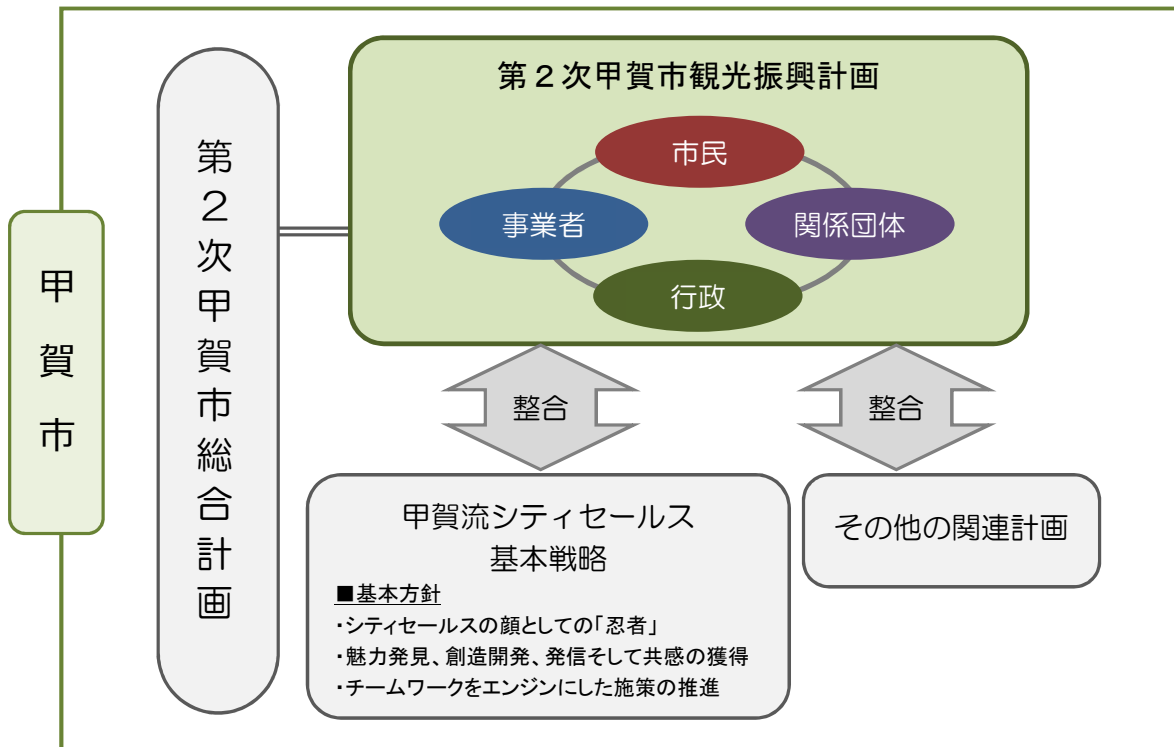 甲賀市
第２次甲賀市総合計画
第２次甲賀市観光振興計画
市民
事業者
関係団体
行政
整合
整合
甲賀流シティセールス
基本戦略
■基本方針
・シティセールスの顔としての「忍者」
・魅力発見、創造開発、発信そして共感の獲得
・チームワークをエンジンにした施策の推進
その他の関連計画